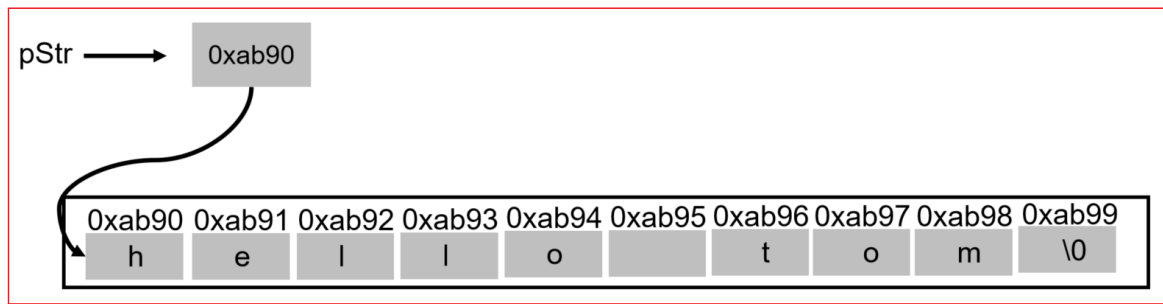 pStr 0xab90
0xab90 0xab91 0xab92 0xab93 0xab94 0xab95 0xab96 0xab97 0xab98 0xab99
h e l l o t o m \0